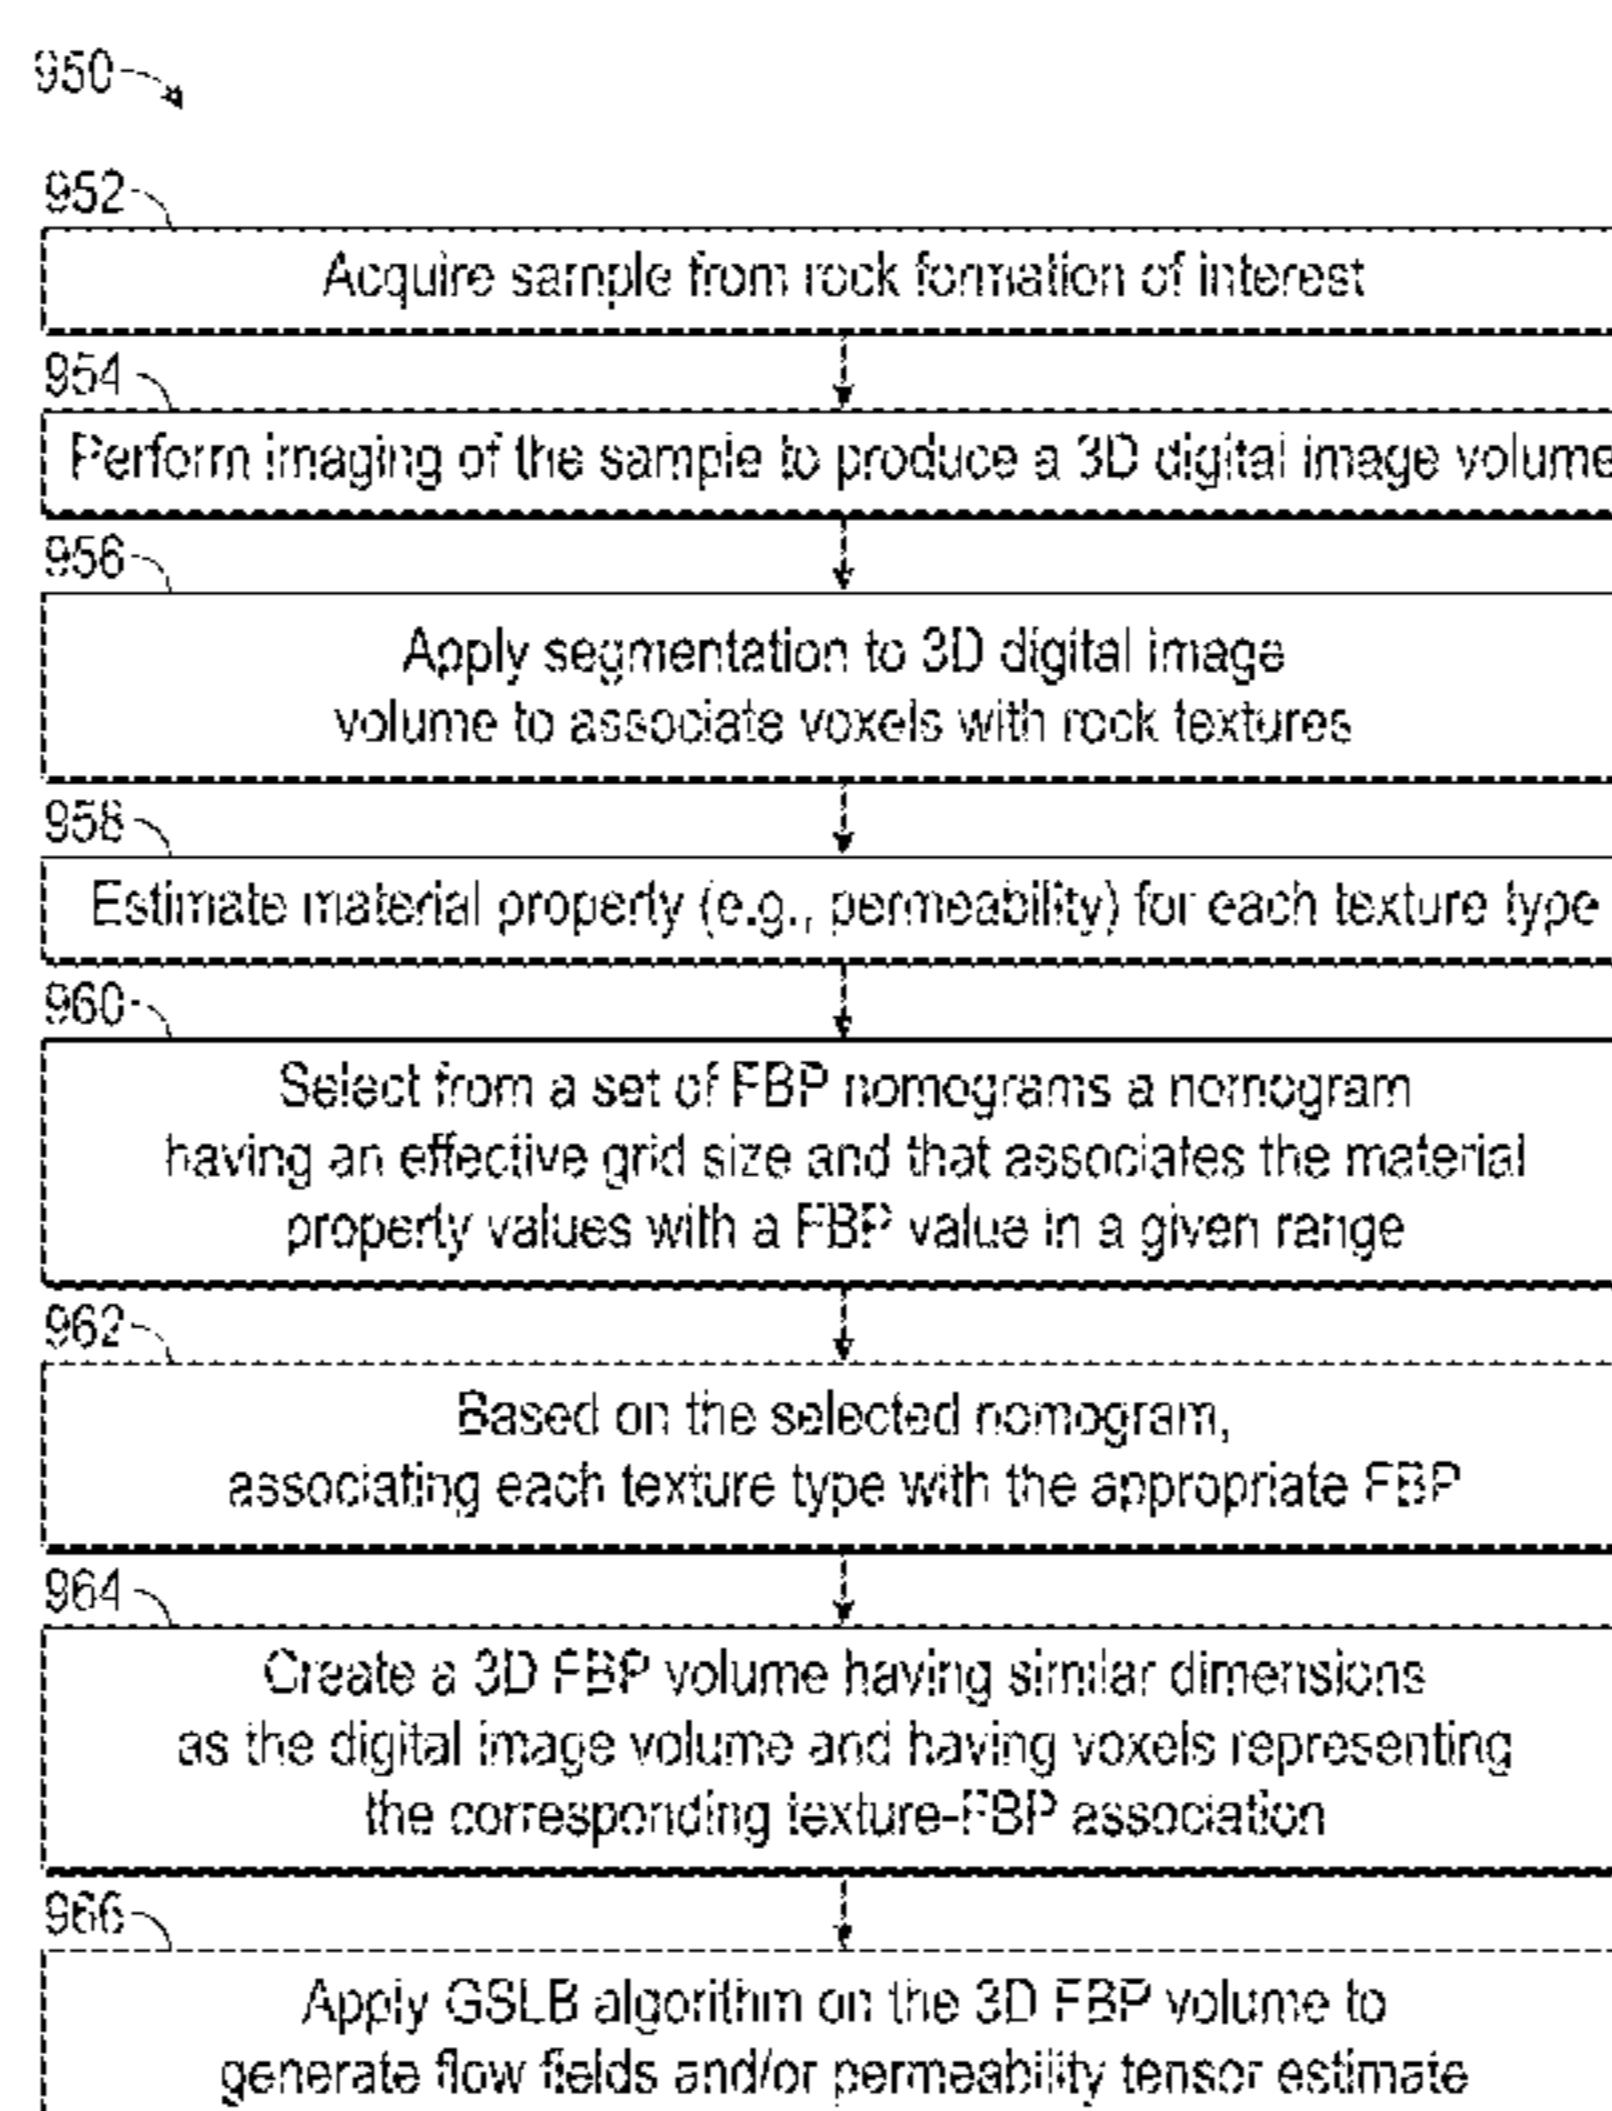 950
952
Acquire sample from rock formation of interest
954
Perform imaging of the sample to produce a 3D digital image volume
956
Apply segmentation to 3D digital image
volume to associate voxels with rock textures
958
Estimate material property (e.g., permeability) for each texture type
960
Select from a set of FBP nomograms a nomogram
having an effective grid size and that associates the material
property values with a FBP value in a given range
962
Based on the selected nomogram,
associating each texture type with the appropriate FBP
964
Create a 3D FBP volume having similar dimensions
as the digital image volume and having voxels representing
the corresponding texture-FBP association
966
Apply GSLB algorithm on the 3D FBP volume to
generate flow fields and/or permeability tensor estimate